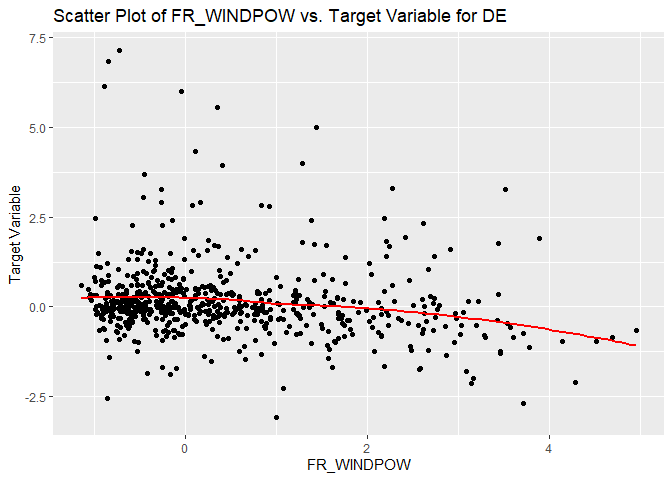 Scatter Plot of FR_WINDPOW vs. Target Variable for DE
7.5
5.0
2.5
0.0
-2.5
Target Variable
0 2 4
FR_WINDPOW